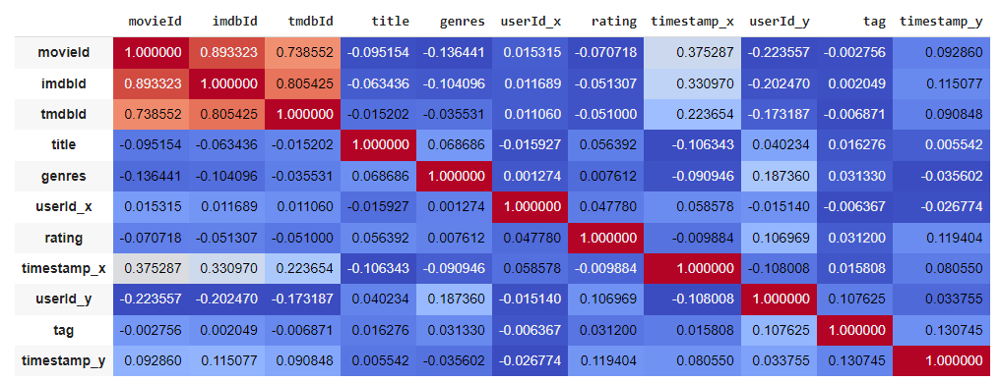 movieId imdbId tmdbId title genres userId_x rating timestamp_x userId_y tag timestamp_y
movieId 1.000000 0.893323 0.738552 -0.095154 -0.136441 0.015315 -0.070718 0.375287 -0.223557 -0.002756 0.092860
imdbId 0.893323 1.000000 0.805425 -0.063436 -0.104096 0.011689 -0.051307 0.330970 -0.202470 0.002049 0.115077
tmdbId 0.738552 0.805425 1.000000 -0.015202 -0.035531 0.011060 -0.051000 0.223654 -0.173187 -0.006871 0.090848
title -0.095154 -0.063436 -0.015202 1.000000 0.068686 -0.015927 0.056392 -0.106343 0.040234 0.016276 0.005542
genres -0.136441 -0.104096 -0.035531 0.068686 1.000000 0.001274 0.007612 -0.090946 0.187360 0.031330 -0.035602
userId_x 0.015315 0.011689 0.011060 -0.015927 0.001274 1.000000 0.047780 0.058578 -0.015140 -0.006367 -0.026774
rating -0.070718 -0.051307 -0.051000 0.056392 0.007612 0.047780 1.000000 -0.009884 0.106969 0.031200 0.119404
timestamp_x 0.375287 0.330970 0.223654 -0.106343 -0.090946 0.058578 -0.009884 1.000000 -0.108008 0.015808 0.080550
userId_y -0.223557 -0.202470 -0.173187 0.040234 0.187360 -0.015140 0.106969 -0.108008 1.000000 0.107625 0.033755
tag -0.002756 0.002049 -0.006871 0.016276 0.031330 -0.006367 0.031200 0.015808 0.107625 1.000000 0.130745
timestamp_y 0.092860 0.115077 0.090848 0.005542 -0.035602 -0.026774 0.119404 0.080550 0.033755 0.130745 1.000000